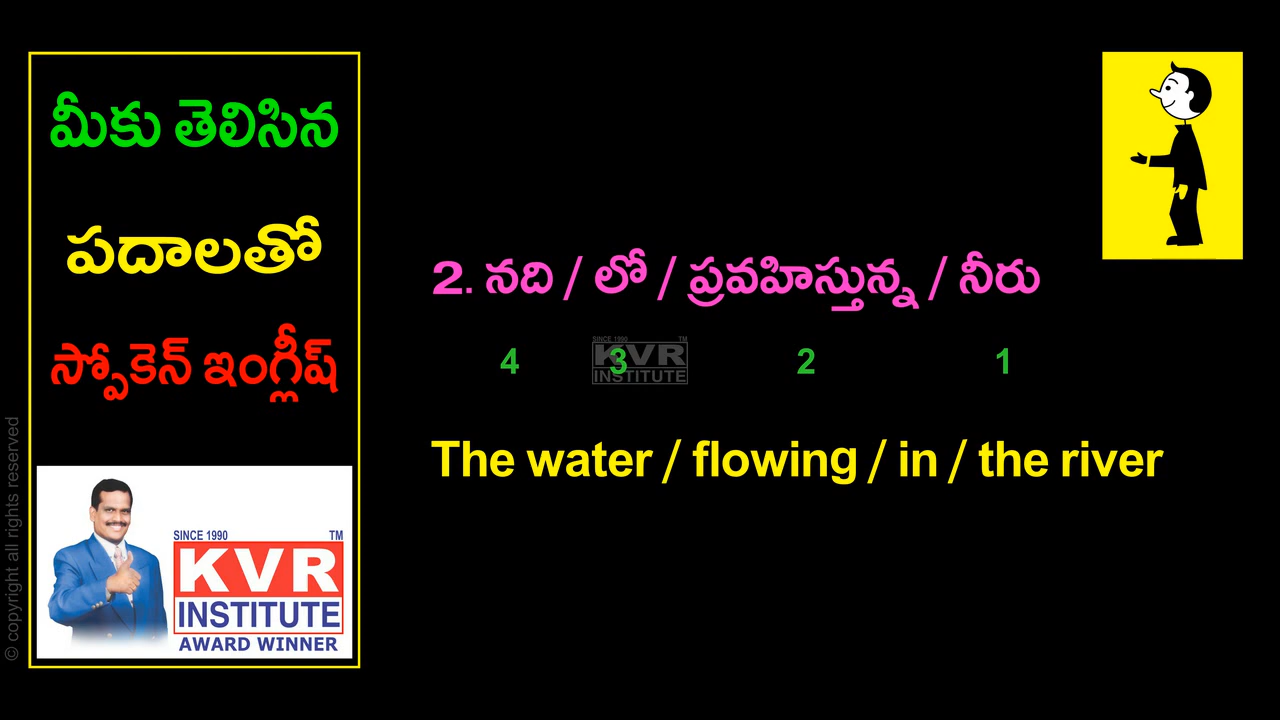 మీకు తెలిసిన
పదాలతో
స్పోకెన్ ఇంగ్లీష్
SINCE 1990 TM
KVR
INSTITUTE
AWARD WINNER
© copyright all rights reserved
2. నది / లో / ప్రవహిస్తున్న / నీరు
SINCE 1990 TM
KVR
INSTITUTE
4 3 2 1
The water / flowing / in / the river